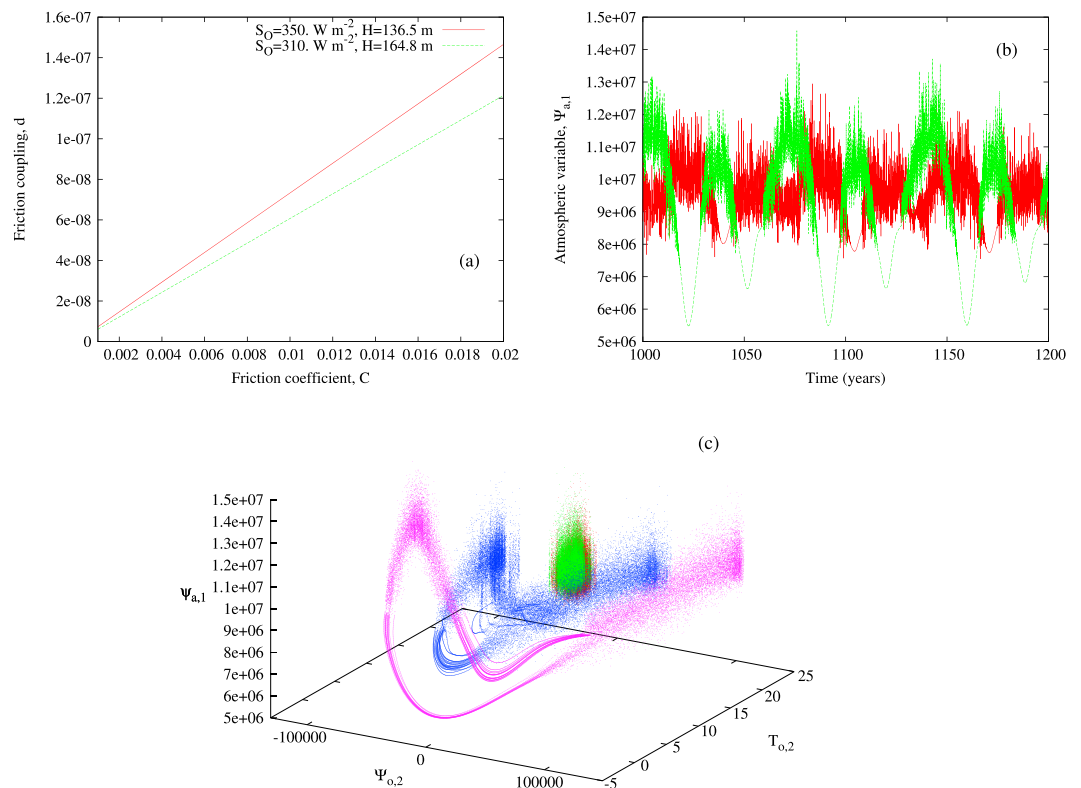 1.6e-07
1.4e-07
1.2e-07
1e-07
8e-08
6e-08
4e-08
2e-08
0
Friction coupling, d
S_O=350. W m^-2, H=136.5 m
S_O=310. W m^-2, H=164.8 m
(a)
0.002 0.004 0.006 0.008 0.01 0.012 0.014 0.016 0.018 0.02
Friction coefficient, C
1.5e+07
1.4e+07
1.3e+07
1.2e+07
1.1e+07
1e+07
9e+06
8e+06
7e+06
6e+06
5e+06
Atmospheric variable, Ψ_a,1
(b)
1000 1050 1100 1150 1200
Time (years)
(c)
1.5e+07
1.4e+07
1.3e+07
1.2e+07
1.1e+07
1e+07
9e+06
8e+06
7e+06
6e+06
5e+06
Ψ_a,1
-100000 0 100000
Ψ_o,2
-5 0 5 10 15 20 25
T_o,2